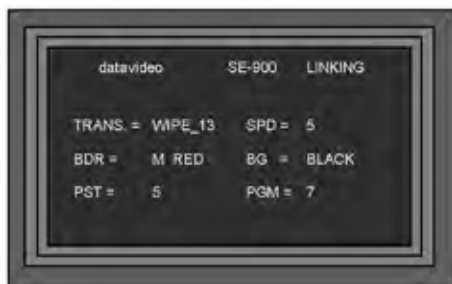 datavideo SE-900 LINKING
TRANS. = WIPE_13 SPD = 5
BDR = M RED BG = BLACK
PST = 5 PGM = 7